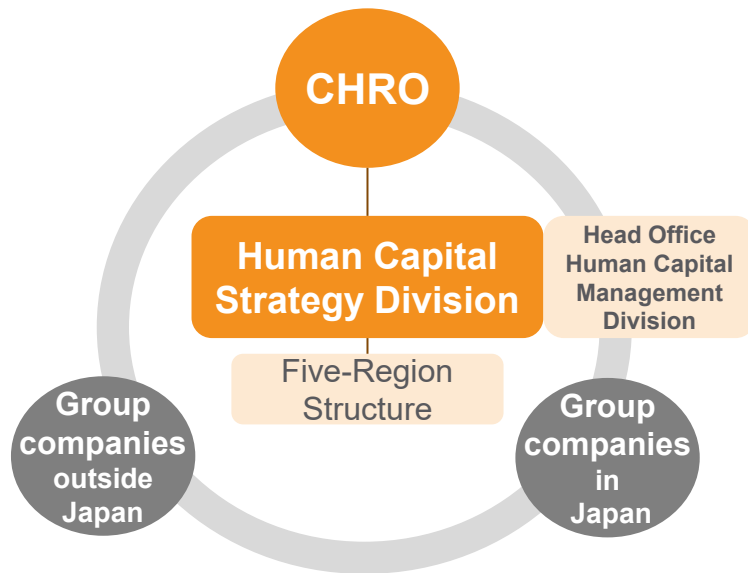 CHRO
Human Capital
Strategy Division
Head Office
Human Capital
Management
Division
Five-Region
Structure
Group
companies
outside
Japan
Group
companies
in
Japan